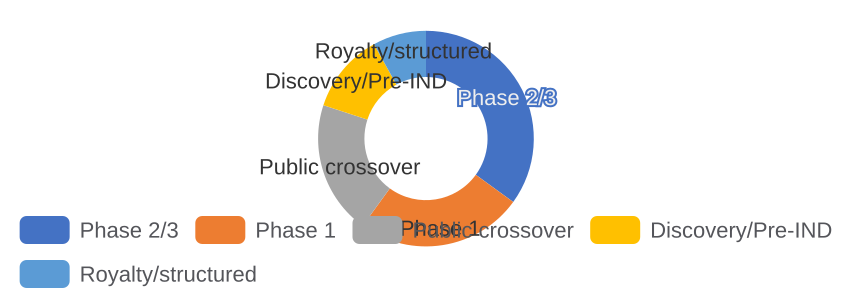 Royalty/structured
Discovery/Pre-IND
Phase 2/3
Public crossover
Phase 1
Phase 2/3
Phase 1
Public crossover
Discovery/Pre-IND
Royalty/structured